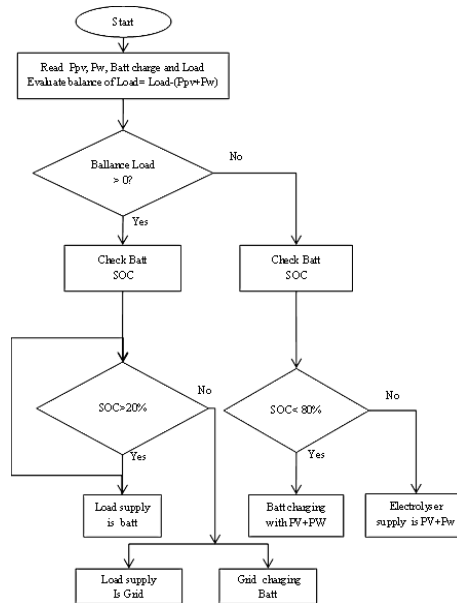 Start
Read Ppv, Pw, Batt charge and Load
Evaluate balance of Load= Load-(Ppv+Pw)
Ballance Load
> 0?
No
Yes
Check Batt
SOC
Check Batt
SOC
SOC>20%
No
Yes
SOC< 80%
No
Yes
Load supply
is batt
Batt charging
with PV+PW
Electrolyser
supply is PV+Pw
Load supply
Is Grid
Grid charging
Batt